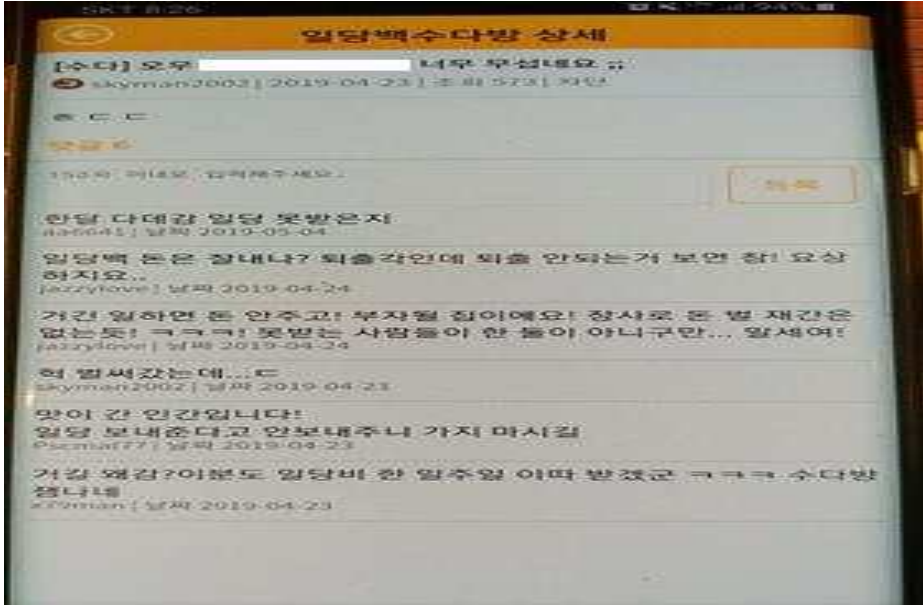 SKT 8:26 94%
일당백수다방 상세
[수다] 오우 너무 무섭네요 ;;
skyman2002 | 2019-04-23 | 조회 573 | 차단
ㅎㄷㄷ
댓글 6
150자 이내로 입력해주세요.
등록
한달 다데감 일당 못받은지
aa6641 | 날짜 2019-05-04
일당백 돈은 잘내나? 퇴출각인데 퇴출 안되는거 보면 참! 요상
하지요..
jazzylove | 날짜 2019-04-24
거긴 일하면 돈 안주고! 부자될 집이에요! 장사로 돈 벌 재간은
없는듯! ㅋㅋㅋ! 못받는 사람들이 한 둘이 아니구만... 말세여!
jazzylove | 날짜 2019-04-24
헉 벌써갔는데...ㄷ
skyman2002 | 날짜 2019-04-23
맛이 간 인간입니다!
일당 보내준다고 안보내주니 가지 마시길
날짜 2019-04-23
거길 왜감?이분도 일당비 한 일주일 이따 받겠군 ㅋㅋㅋ 수다방
잼나네
날짜 2019-04-23